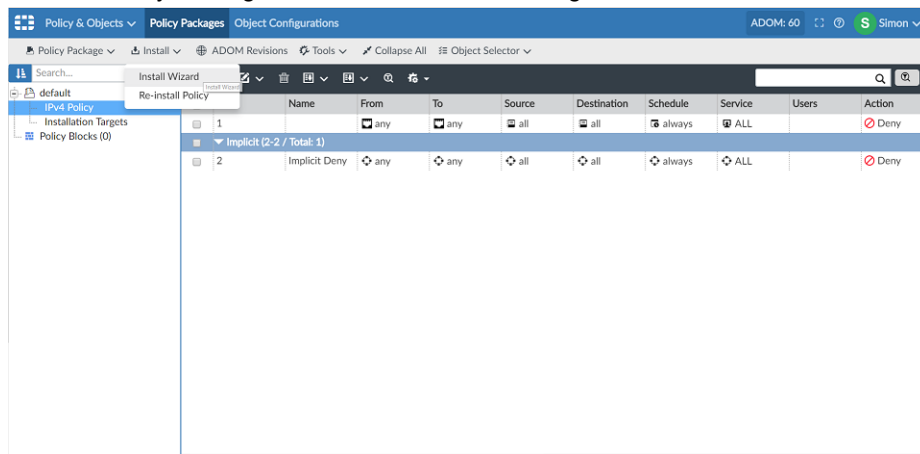 Policy & Objects Policy Packages Object Configurations ADOM: 60 S Simon
Policy Package Install ADOM Revisions Tools Collapse All Object Selector
Search...
Install Wizard
Install Wizard
Re-install Policy
default
IPv4 Policy
Installation Targets
Policy Blocks (0)
Name From To Source Destination Schedule Service Users Action
1 any any all all always ALL Deny
Implicit (2-2 / Total: 1)
2 Implicit Deny any any all all always ALL Deny